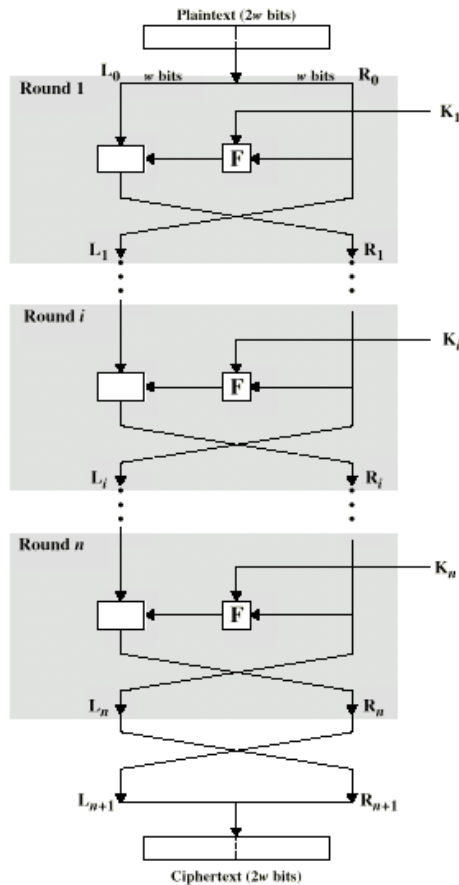 Plaintext (2w bits)
L0 w bits w bits R0
Round 1
K1
F
L1 R1
Round i
Ki
F
Li Ri
Round n
Kn
F
Ln Rn
Ln+1 Rn+1
Ciphertext (2w bits)